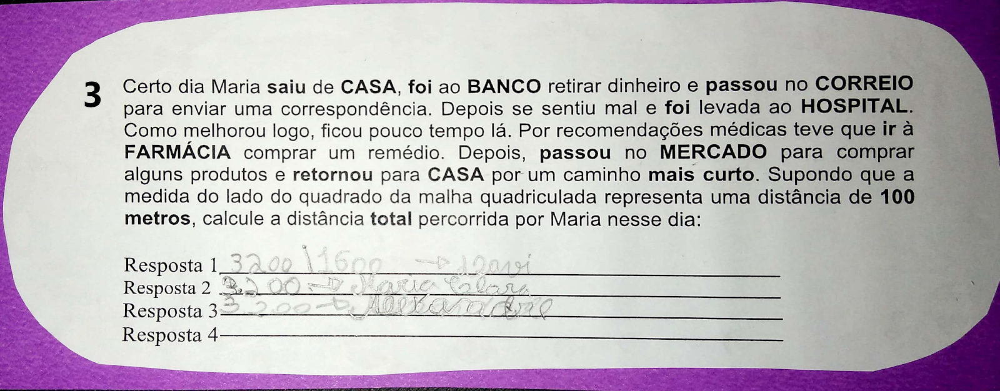 3 Certo dia Maria saiu de CASA, foi ao BANCO retirar dinheiro e passou no CORREIO
para enviar uma correspondência. Depois se sentiu mal e foi levada ao HOSPITAL.
Como melhorou logo, ficou pouco tempo lá. Por recomendações médicas teve que ir à
FARMÁCIA comprar um remédio. Depois, passou no MERCADO para comprar
alguns produtos e retornou para CASA por um caminho mais curto. Supondo que a
medida do lado do quadrado da malha quadriculada representa uma distância de 100
metros, calcule a distância total percorrida por Maria nesse dia:
Resposta 1 3200 | 1600 → Davi
Resposta 2 3.200. → Maria Clara
Resposta 3 3200 → Alexandre
Resposta 4